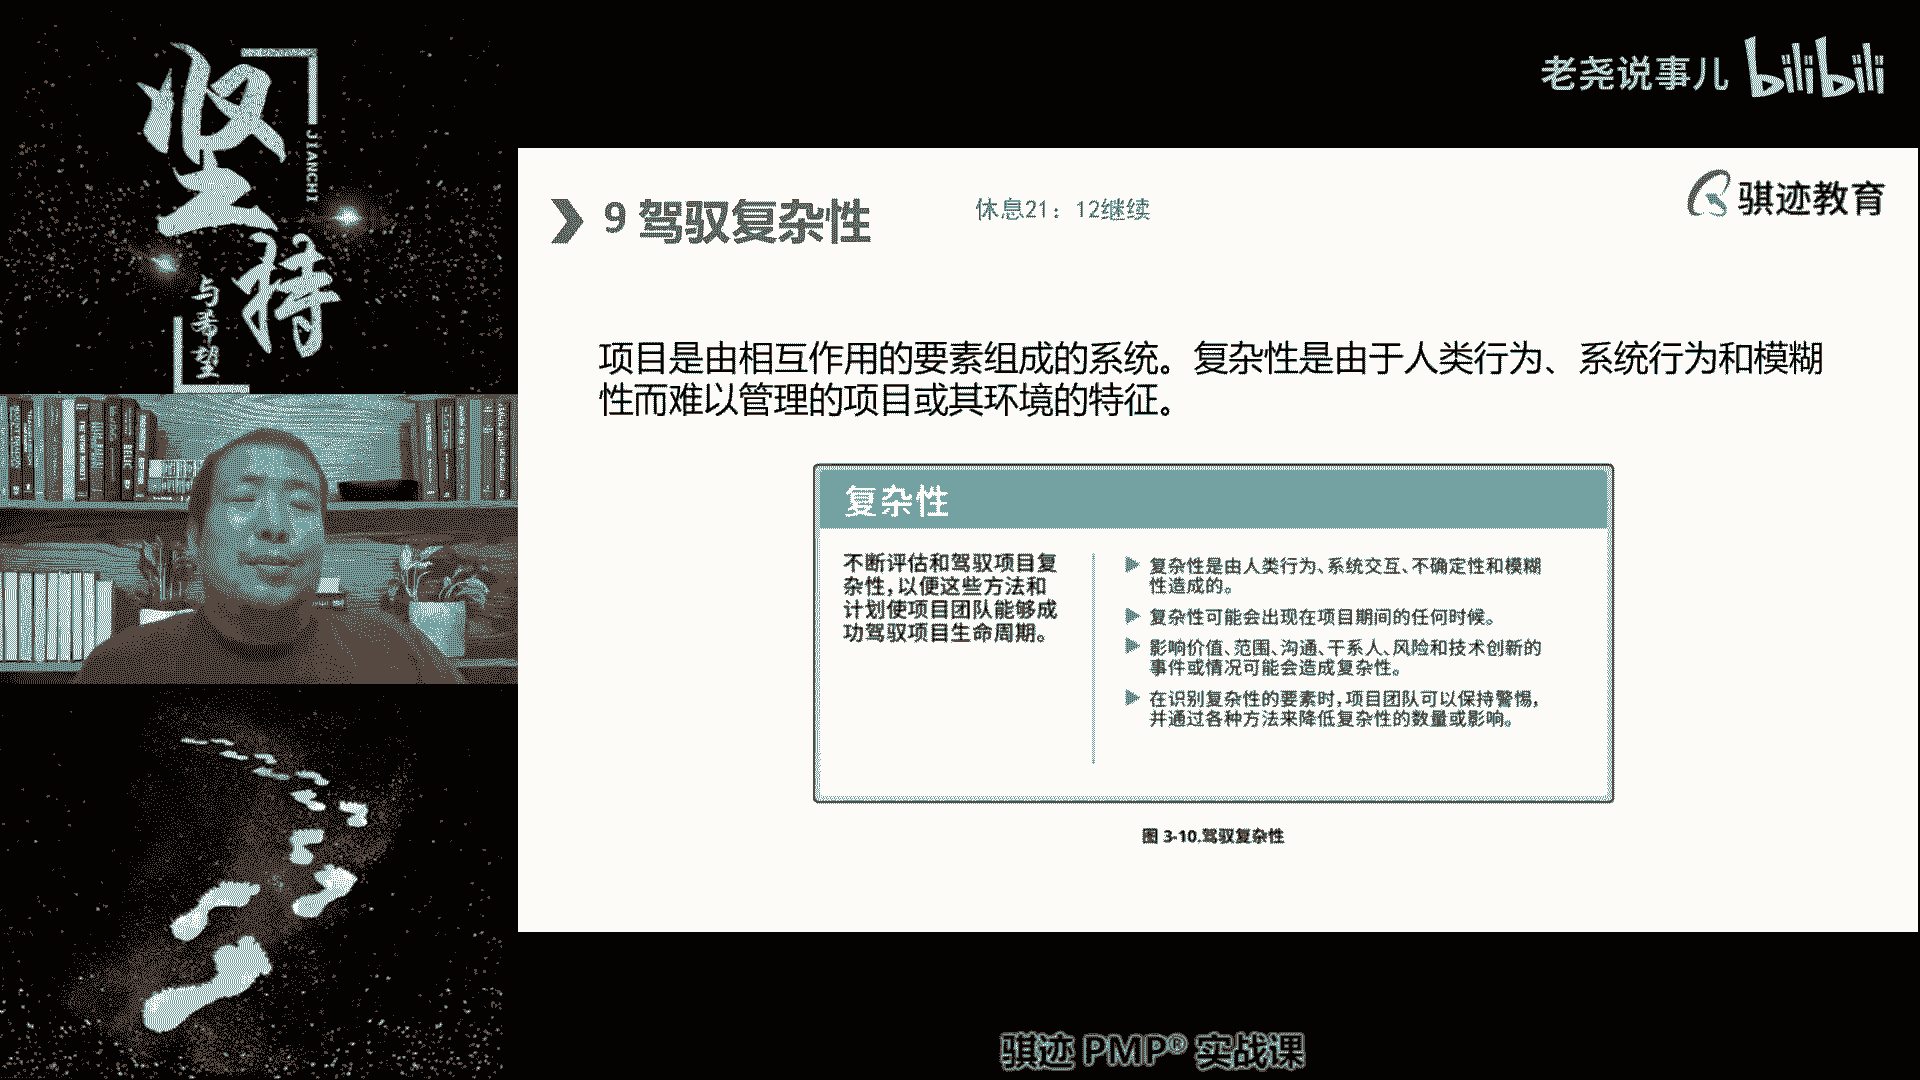 坚持
JIANCHI
与希望
老尧说事儿 bilibili
骐迹教育
9 驾驭复杂性
休息21：12继续
项目是由相互作用的要素组成的系统。复杂性是由于人类行为、系统行为和模糊
性而难以管理的项目或其环境的特征。
复杂性
不断评估和驾驭项目复
杂性，以便这些方法和
计划使项目团队能够成
功驾驭项目生命周期。
复杂性是由人类行为、系统交互、不确定性和模糊
性造成的。
复杂性可能会出现在项目期间的任何时候。
影响价值、范围、沟通、干系人、风险和技术创新的
事件或情况可能会造成复杂性。
在识别复杂性的要素时，项目团队可以保持警惕，
并通过各种方法来降低复杂性的数量或影响。
图 3-10.驾驭复杂性
骐迹 PMP® 实战课